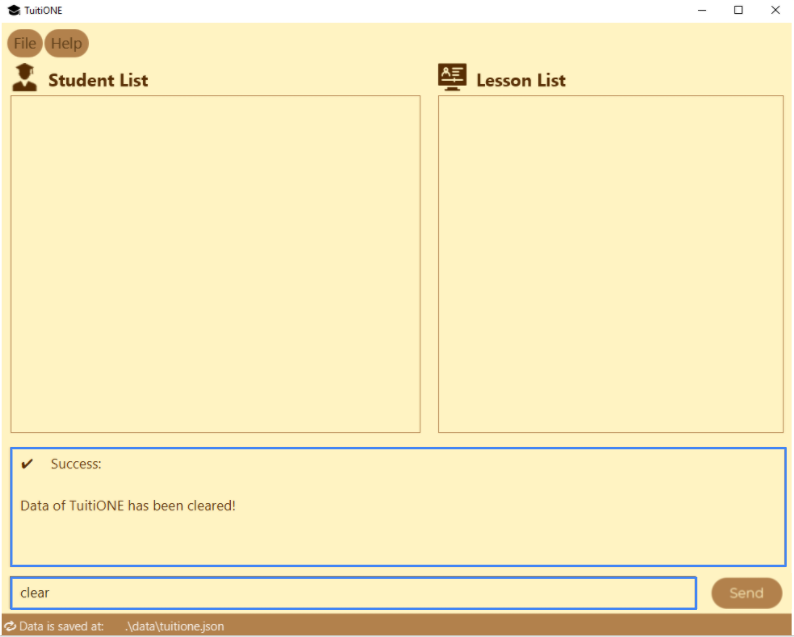 TuitiONE
File Help
Student List
Lesson List
✔ Success:
Data of TuitiONE has been cleared!
clear
Send
Data is saved at: .\data\tuitione.json